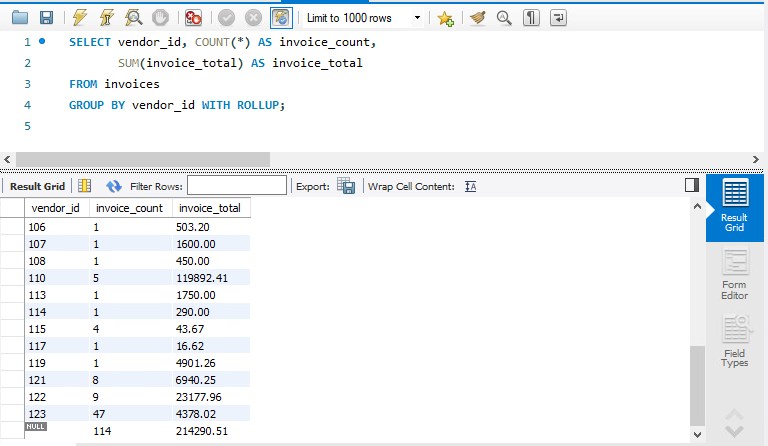 Limit to 1000 rows
1 SELECT vendor_id, COUNT(*) AS invoice_count,
2 SUM(invoice_total) AS invoice_total
3 FROM invoices
4 GROUP BY vendor_id WITH ROLLUP;
5
Result Grid Filter Rows: Export: Wrap Cell Content:
vendor_id invoice_count invoice_total
106 1 503.20
107 1 1600.00
108 1 450.00
110 5 119892.41
113 1 1750.00
114 1 290.00
115 4 43.67
117 1 16.62
119 1 4901.26
121 8 6940.25
122 9 23177.96
123 47 4378.02
NULL 114 214290.51
Result
Grid
Form
Editor
Field
Types